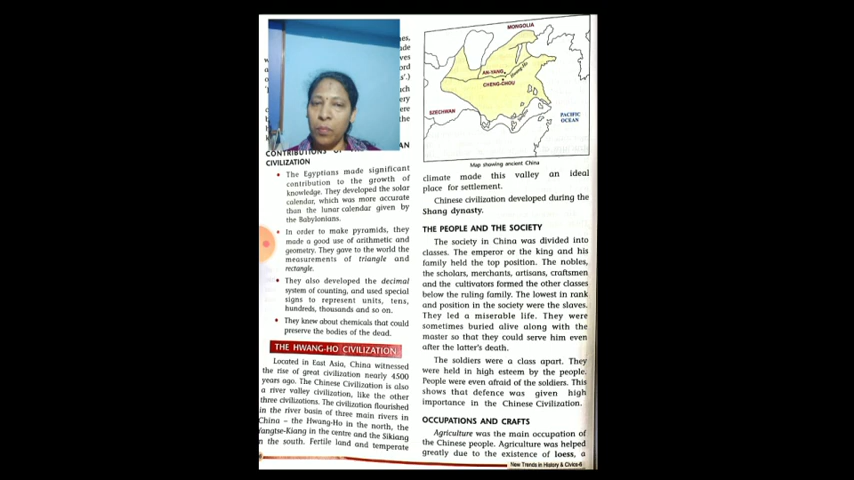 es,
de
ves
ord
s'.)
ch
ery
ere
the
CONTRIBUTIONS OF AN
CIVILIZATION
• The Egyptians made significant
contribution to the growth of
knowledge. They developed the solar
calendar, which was more accurate
than the lunar calendar given by
the Babylonians.
• In order to make pyramids, they
made a good use of arithmetic and
geometry. They gave to the world the
measurements of triangle and
rectangle.
• They also developed the decimal
system of counting, and used special
signs to represent units, tens,
hundreds, thousands and so on.
• They knew about chemicals that could
preserve the bodies of the dead.
THE HWANG-HO CIVILIZATION
Located in East Asia, China witnessed
the rise of great civilization nearly 4500
years ago. The Chinese Civilization is also
a river valley civilization, like the other
three civilizations. The civilization flourished
in the river basin of three main rivers in
China – the Hwang-Ho in the north, the
Yangtse-Kiang in the centre and the Sikiang
in the south. Fertile land and temperate
MONGOLIA
AN-YANG
Hwang Ho
CHENG-CHOU
SZECHWAN
PACIFIC
OCEAN
Map showing ancient China
climate made this valley an ideal
place for settlement.
Chinese civilization developed during the
Shang dynasty.
THE PEOPLE AND THE SOCIETY
The society in China was divided into
classes. The emperor or the king and his
family held the top position. The nobles,
the scholars, merchants, artisans, craftsmen
and the cultivators formed the other classes
below the ruling family. The lowest in rank
and position in the society were the slaves.
They led a miserable life. They were
sometimes buried alive along with the
master so that they could serve him even
after the latter's death.
The soldiers were a class apart. They
were held in high esteem by the people.
People were even afraid of the soldiers. This
shows that defence was given high
importance in the Chinese Civilization.
OCCUPATIONS AND CRAFTS
Agriculture was the main occupation of
the Chinese people. Agriculture was helped
greatly due to the existence of loess, a
New Trends in History & Civics-6